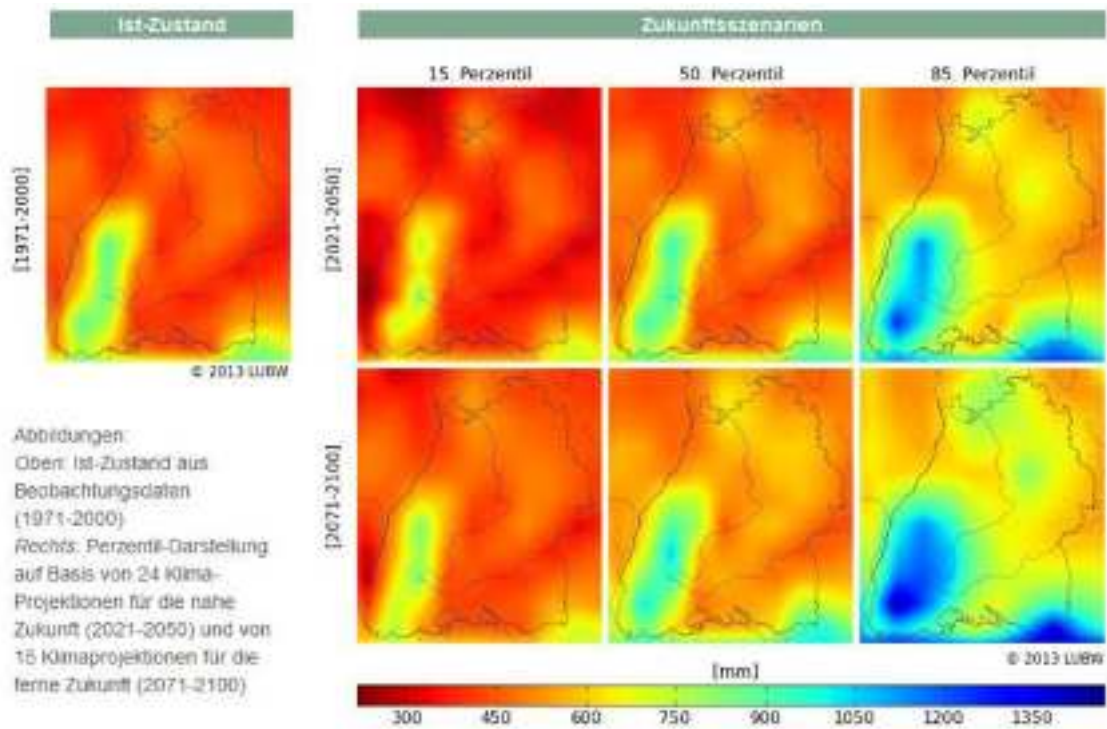 Ist-Zustand
Zukunftsszenarien
15. Perzentil
50. Perzentil
85. Perzentil
[1971-2000]
[2021-2050]
© 2013 LUBW
[2071-2100]
Abbildungen:
Oben: Ist-Zustand aus
Beobachtungsdaten
(1971-2000)
Rechts: Perzentil-Darstellung
auf Basis von 24 Klima-
Projektionen für die nahe
Zukunft (2021-2050) und von
15 Klimaprojektionen für die
ferne Zukunft (2071-2100)
© 2013 LUBW
[mm]
300 450 600 750 900 1050 1200 1350